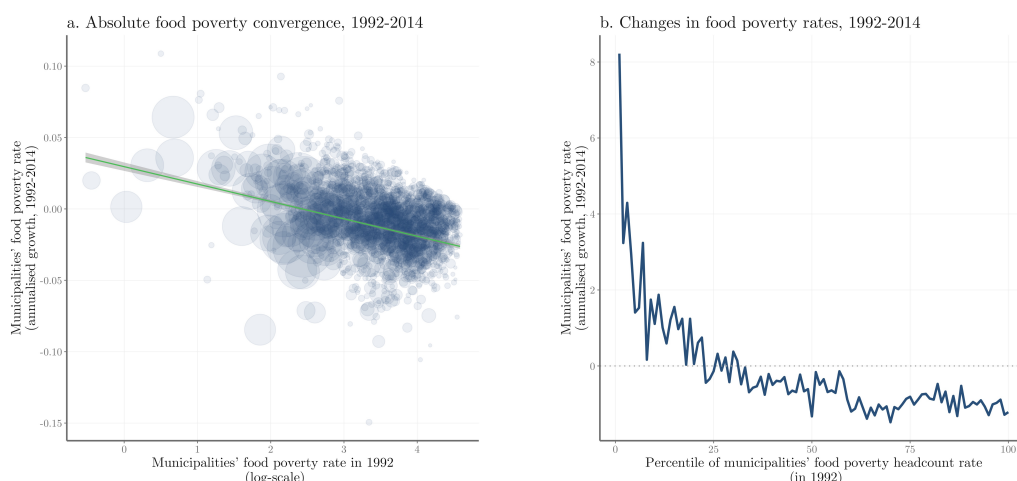 a. Absolute food poverty convergence, 1992-2014
Municipalities' food poverty rate
(annualised growth, 1992-2014)
0.10
0.05
0.00
-0.05
-0.10
-0.15
0 1 2 3 4
Municipalities' food poverty rate in 1992
(log-scale)
b. Changes in food poverty rates, 1992-2014
Municipalities' food poverty rate
(annualised growth, 1992-2014)
8
6
4
2
0
0 25 50 75 100
Percentile of municipalities' food poverty headcount rate
(in 1992)